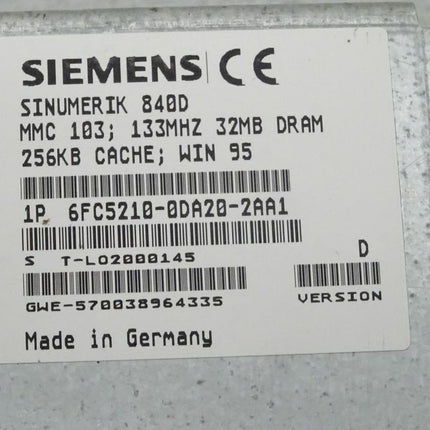 SIEMENS CE
SINUMERIK 840D
MMC 103; 133MHZ 32MB DRAM
256KB CACHE; WIN 95
1P 6FC5210-0DA20-2AA1
S T-LO2000145
D
GWE-570038964335
VERSION
Made in Germany